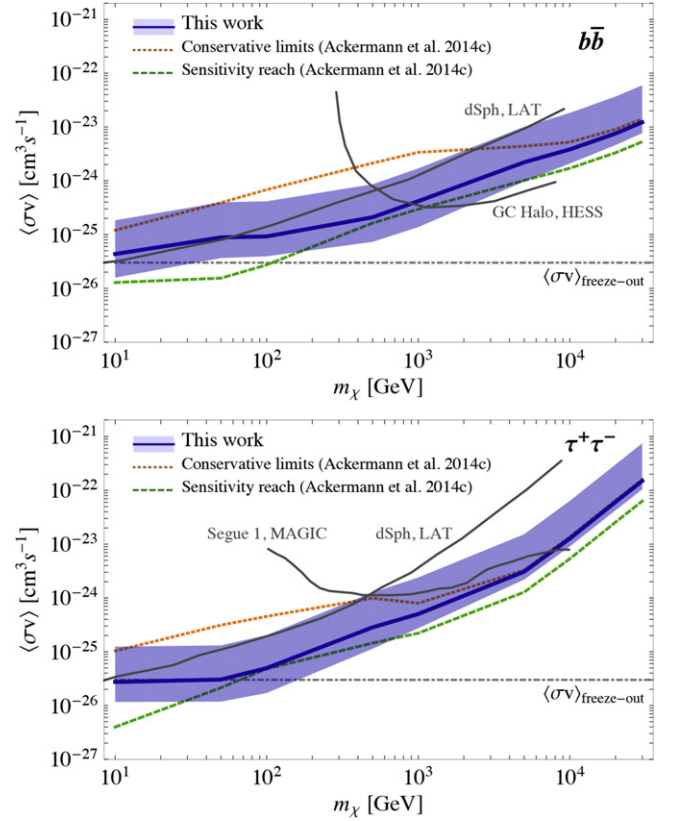 10⁻²¹
This work
bb̄
10⁻²²
Conservative limits (Ackermann et al. 2014c)
Sensitivity reach (Ackermann et al. 2014c)
dSph, LAT
10⁻²³
⟨σv⟩ [cm³ s⁻¹]
10⁻²⁴
GC Halo, HESS
10⁻²⁵
⟨σv⟩freeze−out
10⁻²⁶
10⁻²⁷
10¹ 10² 10³ 10⁴
mχ [GeV]
10⁻²¹
This work
τ⁺τ⁻
Conservative limits (Ackermann et al. 2014c)
10⁻²²
Sensitivity reach (Ackermann et al. 2014c)
Segue 1, MAGIC dSph, LAT
10⁻²³
⟨σv⟩ [cm³ s⁻¹]
10⁻²⁴
10⁻²⁵
⟨σv⟩freeze−out
10⁻²⁶
10⁻²⁷
10¹ 10² 10³ 10⁴
mχ [GeV]